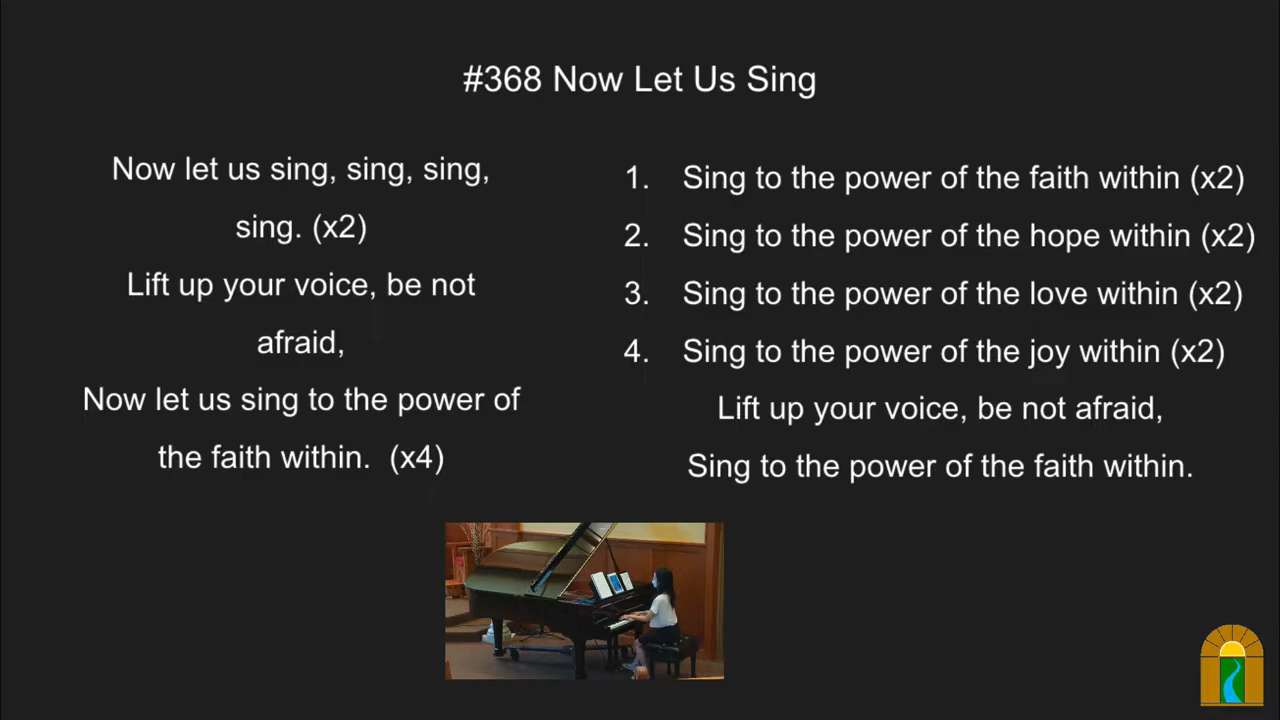 #368 Now Let Us Sing
Now let us sing, sing, sing,
sing. (x2)
Lift up your voice, be not
afraid,
Now let us sing to the power of
the faith within.  (x4)
1. Sing to the power of the faith within (x2)
2. Sing to the power of the hope within (x2)
3. Sing to the power of the love within (x2)
4. Sing to the power of the joy within (x2)
Lift up your voice, be not afraid,
Sing to the power of the faith within.